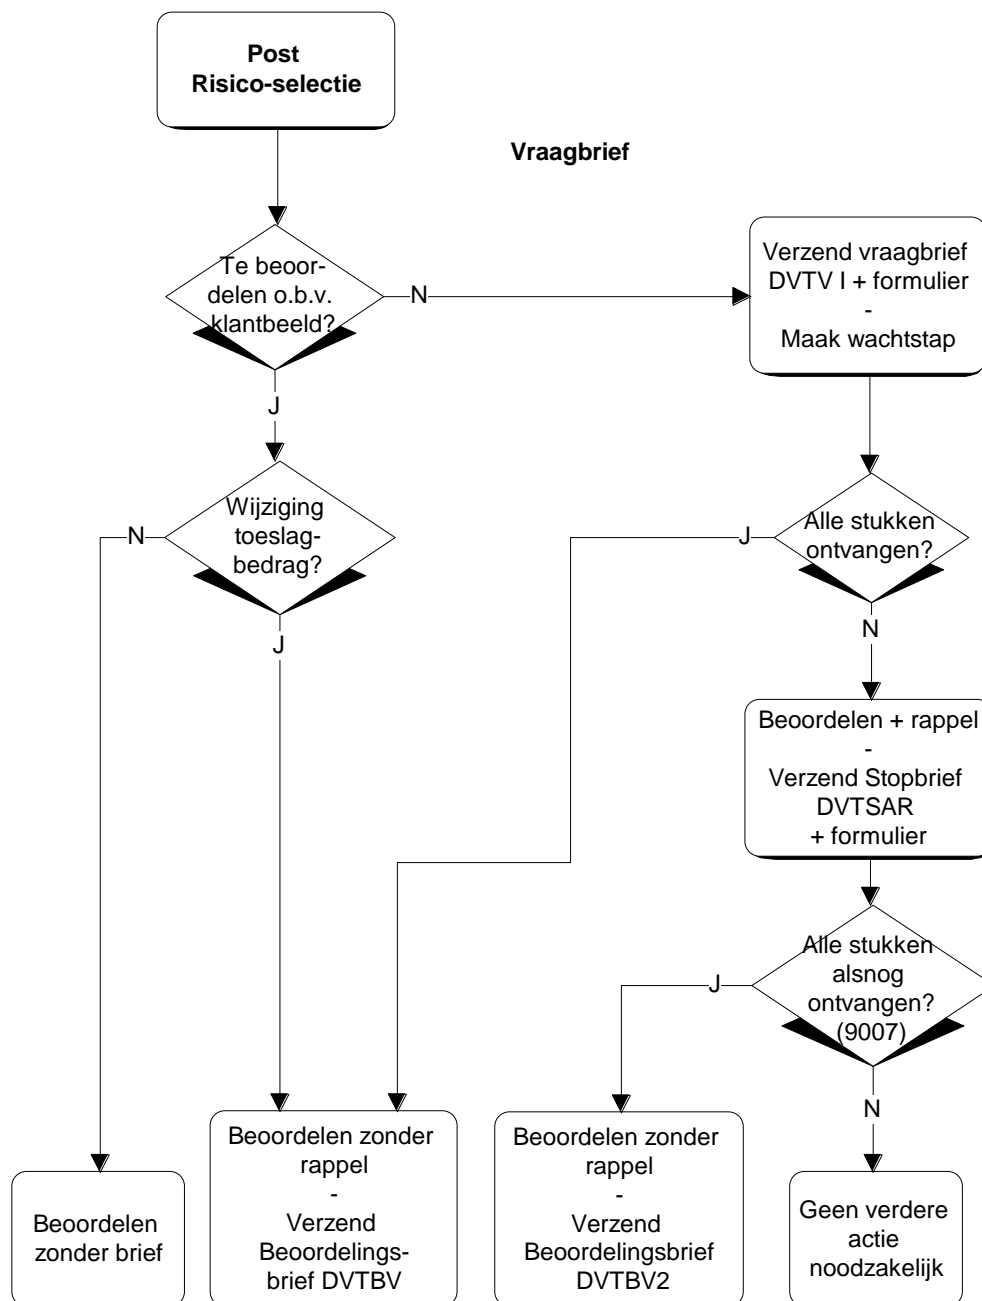 Post
Risico-selectie
Vraagbrief
Te beoor-
delen o.b.v.
klantbeeld?
N
Verzend vraagbrief
DVTV I + formulier
-
Maak wachtstap
J
Wijziging
toeslag-
bedrag?
N
J
Alle stukken
ontvangen?
J
N
Beoordelen + rappel
-
Verzend Stopbrief
DVTSAR
+ formulier
Alle stukken
alsnog
ontvangen?
(9007)
J
N
Beoordelen
zonder brief
Beoordelen zonder
rappel
-
Verzend
Beoordelings-
brief DVTBV
Beoordelen zonder
rappel
-
Verzend
Beoordelingsbrief
DVTBV2
Geen verdere
actie
noodzakelijk